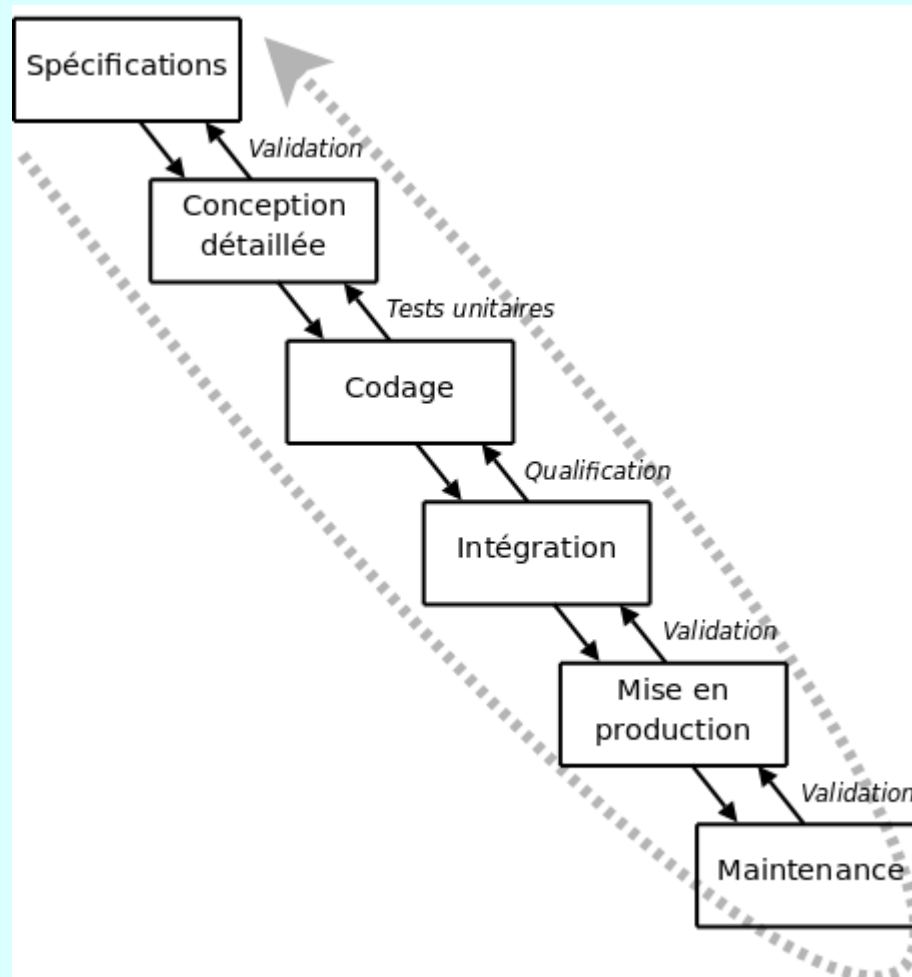 Spécifications
Validation
Conception
détaillée
Tests unitaires
Codage
Qualification
Intégration
Validation
Mise en
production
Validation
Maintenance